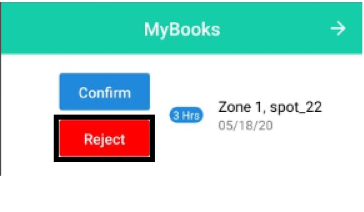 MyBooks
Confirm
Reject
3 Hrs
Zone 1, spot_22
05/18/20